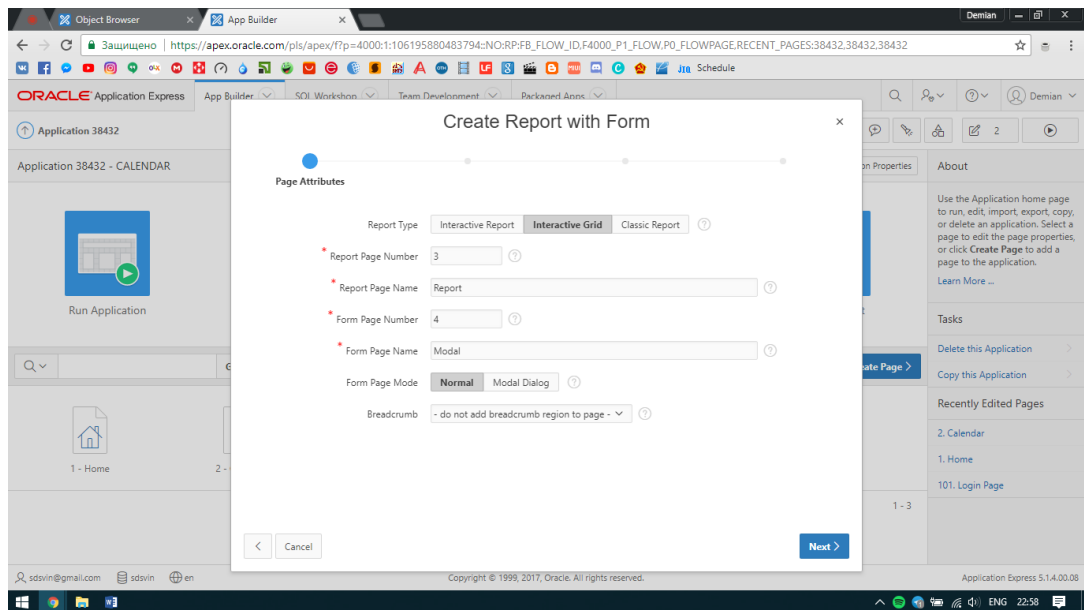 Object Browser
App Builder
Demian
Защищено | https://apex.oracle.com/pls/apex/f?p=4000:1:106195880483794::NO:RP:FB_FLOW_ID,F4000_P1_FLOW,P0_FLOWPAGE,RECENT_PAGES:38432,38432,38432
Jitg Schedule
ORACLE Application Express App Builder SQL Workshop Team Development Packaged Apps Demian
Application 38432
2
Create Report with Form
Application 38432 - CALENDAR
on Properties
About
Page Attributes
Use the Application home page
to run, edit, import, export, copy,
or delete an application. Select a
page to edit the page properties,
or click Create Page to add a
page to the application.
Learn More ...
Report Type Interactive Report Interactive Grid Classic Report
* Report Page Number 3
* Report Page Name Report
Run Application
* Form Page Number 4
Tasks
* Form Page Name Modal
Delete this Application
Copy this Application
ate Page >
Form Page Mode Normal Modal Dialog
Breadcrumb - do not add breadcrumb region to page -
Recently Edited Pages
2. Calendar
1. Home
101. Login Page
1 - Home
2 -
1 - 3
Cancel
Next >
sdsvin@gmail.com sdsvin en
Copyright © 1999, 2017, Oracle. All rights reserved.
Application Express 5.1.4.00.08
ENG 22:58